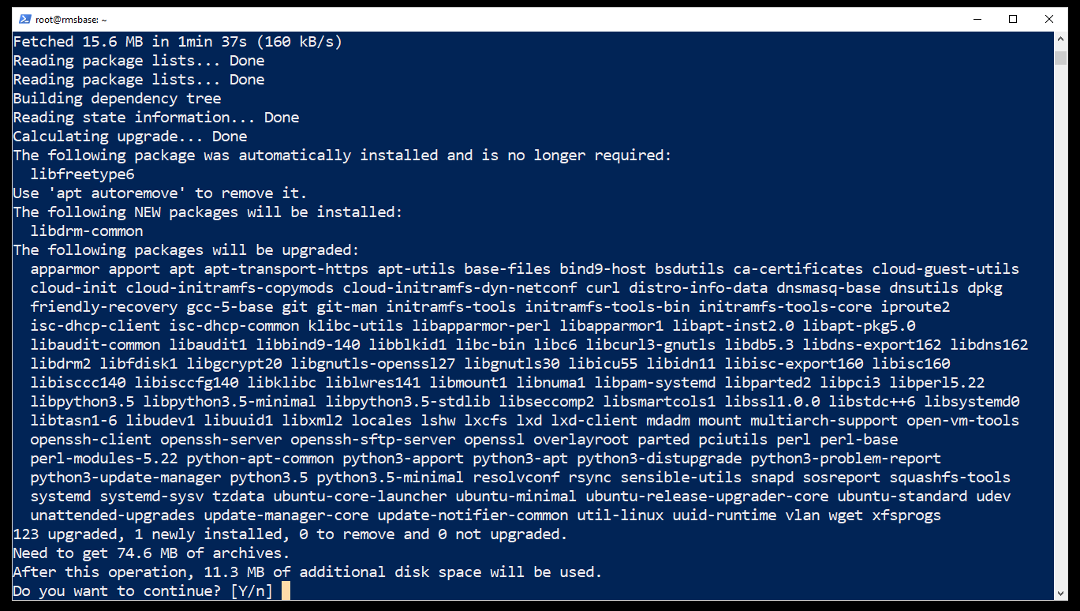 root@rmsbase: ~
Fetched 15.6 MB in 1min 37s (160 kB/s)
Reading package lists... Done
Reading package lists... Done
Building dependency tree
Reading state information... Done
Calculating upgrade... Done
The following package was automatically installed and is no longer required:
  libfreetype6
Use 'apt autoremove' to remove it.
The following NEW packages will be installed:
  libdrm-common
The following packages will be upgraded:
  apparmor apport apt apt-transport-https apt-utils base-files bind9-host bsdutils ca-certificates cloud-guest-utils
  cloud-init cloud-initramfs-copymods cloud-initramfs-dyn-netconf curl distro-info-data dnsmasq-base dnsutils dpkg
  friendly-recovery gcc-5-base git git-man initramfs-tools initramfs-tools-bin initramfs-tools-core iproute2
  isc-dhcp-client isc-dhcp-common klibc-utils libapparmor-perl libapparmor1 libapt-inst2.0 libapt-pkg5.0
  libaudit-common libaudit1 libbind9-140 libblkid1 libc-bin libc6 libcurl3-gnutls libdb5.3 libdns-export162 libdns162
  libdrm2 libfdisk1 libgcrypt20 libgnutls-openssl27 libgnutls30 libicu55 libidn11 libisc-export160 libisc160
  libisccc140 libisccfg140 libklibc liblwres141 libmount1 libnuma1 libpam-systemd libparted2 libpci3 libperl5.22
  libpython3.5 libpython3.5-minimal libpython3.5-stdlib libseccomp2 libsmartcols1 libssl1.0.0 libstdc++6 libsystemd0
  libtasn1-6 libudev1 libuuid1 libxml2 locales lshw lxcfs lxd lxd-client mdadm mount multiarch-support open-vm-tools
  openssh-client openssh-server openssh-sftp-server openssl overlayroot parted pciutils perl perl-base
  perl-modules-5.22 python-apt-common python3-apport python3-apt python3-distupgrade python3-problem-report
  python3-update-manager python3.5 python3.5-minimal resolvconf rsync sensible-utils snapd sosreport squashfs-tools
  systemd systemd-sysv tzdata ubuntu-core-launcher ubuntu-minimal ubuntu-release-upgrader-core ubuntu-standard udev
  unattended-upgrades update-manager-core update-notifier-common util-linux uuid-runtime vlan wget xfsprogs
123 upgraded, 1 newly installed, 0 to remove and 0 not upgraded.
Need to get 74.6 MB of archives.
After this operation, 11.3 MB of additional disk space will be used.
Do you want to continue? [Y/n]